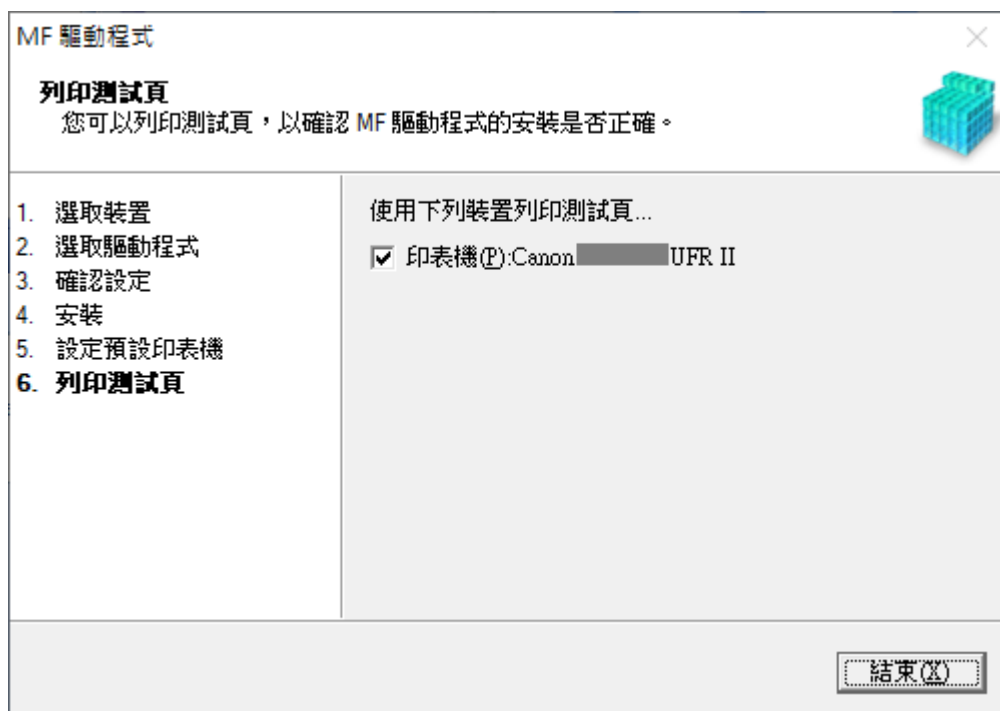 MF 驅動程式
列印測試頁
您可以列印測試頁，以確認 MF 驅動程式的安裝是否正確。
1. 選取裝置
2. 選取驅動程式
3. 確認設定
4. 安裝
5. 設定預設印表機
6. 列印測試頁
使用下列裝置列印測試頁...
印表機(P):Canon UFR II
結束(X)